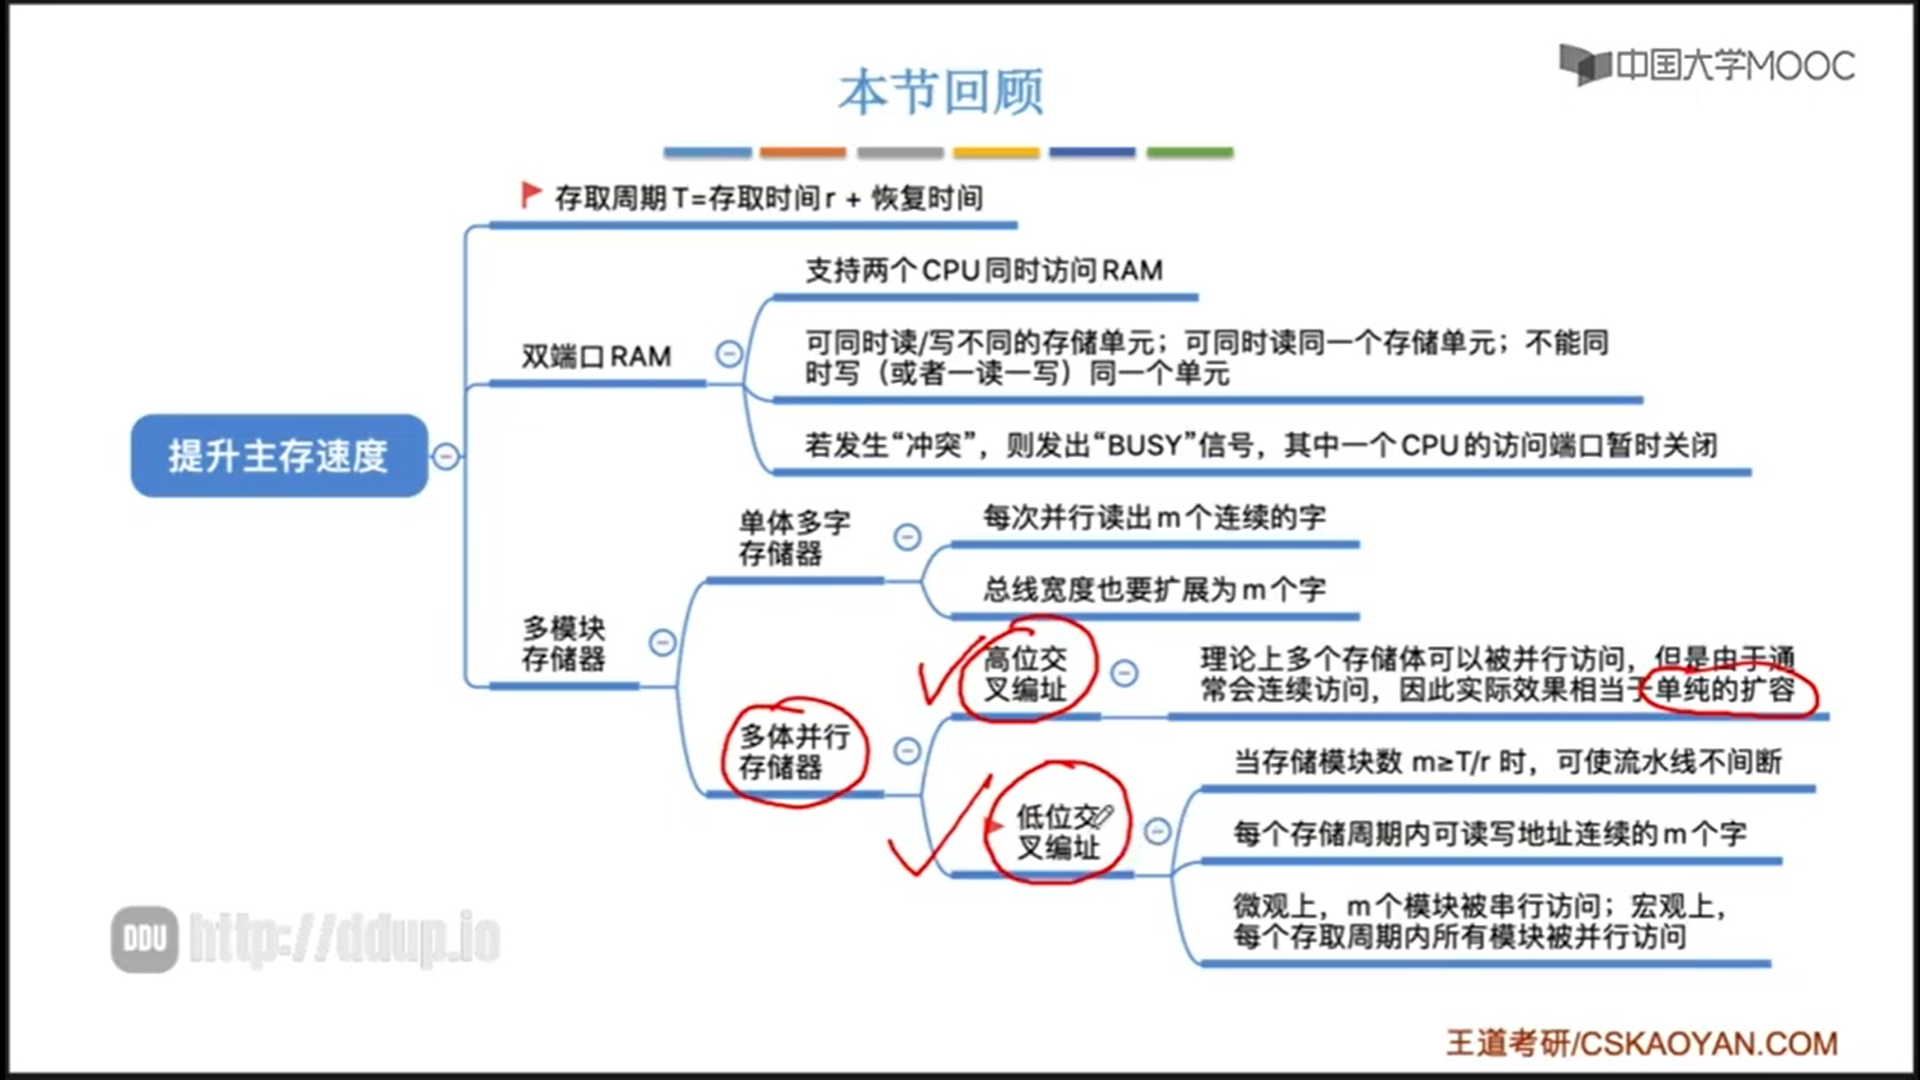 中国大学MOOC
本节回顾
存取周期T=存取时间r + 恢复时间
支持两个CPU同时访问RAM
双端口RAM
可同时读/写不同的存储单元；可同时读同一个存储单元；不能同
时写（或者一读一写）同一个单元
若发生“冲突”，则发出“BUSY”信号，其中一个CPU的访问端口暂时关闭
提升主存速度
单体多字
存储器
每次并行读出m个连续的字
总线宽度也要扩展为m个字
多模块
存储器
高位交
叉编址
理论上多个存储体可以被并行访问，但是由于通
常会连续访问，因此实际效果相当于单纯的扩容
多体并行
存储器
低位交
叉编址
当存储模块数 m≥T/r 时，可使流水线不间断
每个存储周期内可读写地址连续的m个字
微观上，m个模块被串行访问；宏观上，
每个存取周期内所有模块被并行访问
DDU http://ddup.io
王道考研/CSKAOYAN.COM